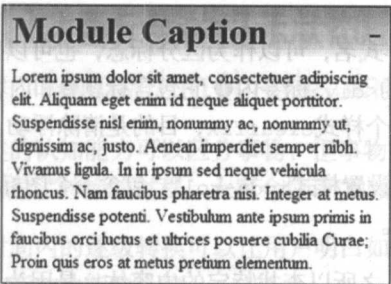 Module Caption -
Lorem ipsum dolor sit amet, consectetuer adipiscing
elit. Aliquam eget enim id neque aliquet porttitor.
Suspendisse nisl enim, nonummy ac, nonummy ut,
dignissim ac, justo. Aenean imperdiet semper nibh.
Vivamus ligula. In in ipsum sed neque vehicula
rhoncus. Nam faucibus pharetra nisi. Integer at metus.
Suspendisse potenti. Vestibulum ante ipsum primis in
faucibus orci luctus et ultrices posuere cubilia Curae;
Proin quis eros at metus pretium elementum.